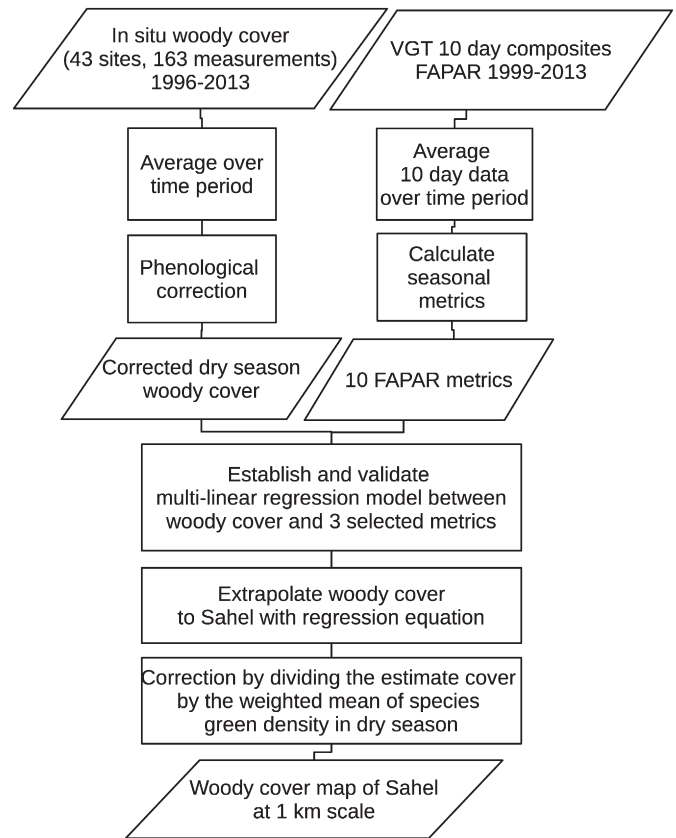 In situ woody cover
(43 sites, 163 measurements)
1996-2013
VGT 10 day composites
FAPAR 1999-2013
Average over
time period
Average
10 day data
over time period
Phenological
correction
Calculate
seasonal
metrics
Corrected dry season
woody cover
10 FAPAR metrics
Establish and validate
multi-linear regression model between
woody cover and 3 selected metrics
Extrapolate woody cover
to Sahel with regression equation
Correction by dividing the estimate cover
by the weighted mean of species
green density in dry season
Woody cover map of Sahel
at 1 km scale